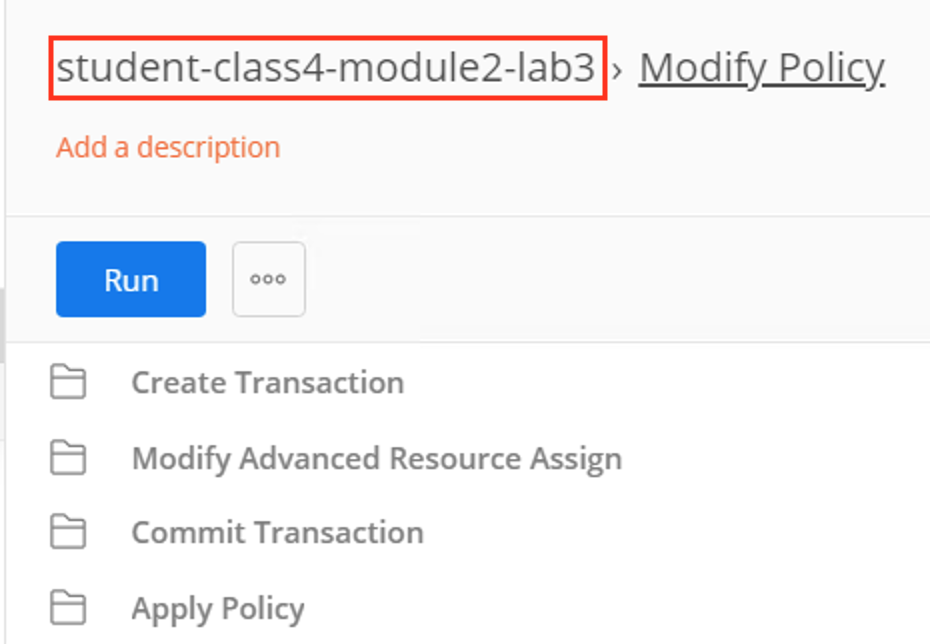 student-class4-module2-lab3 › Modify Policy
Add a description
Run
Create Transaction
Modify Advanced Resource Assign
Commit Transaction
Apply Policy